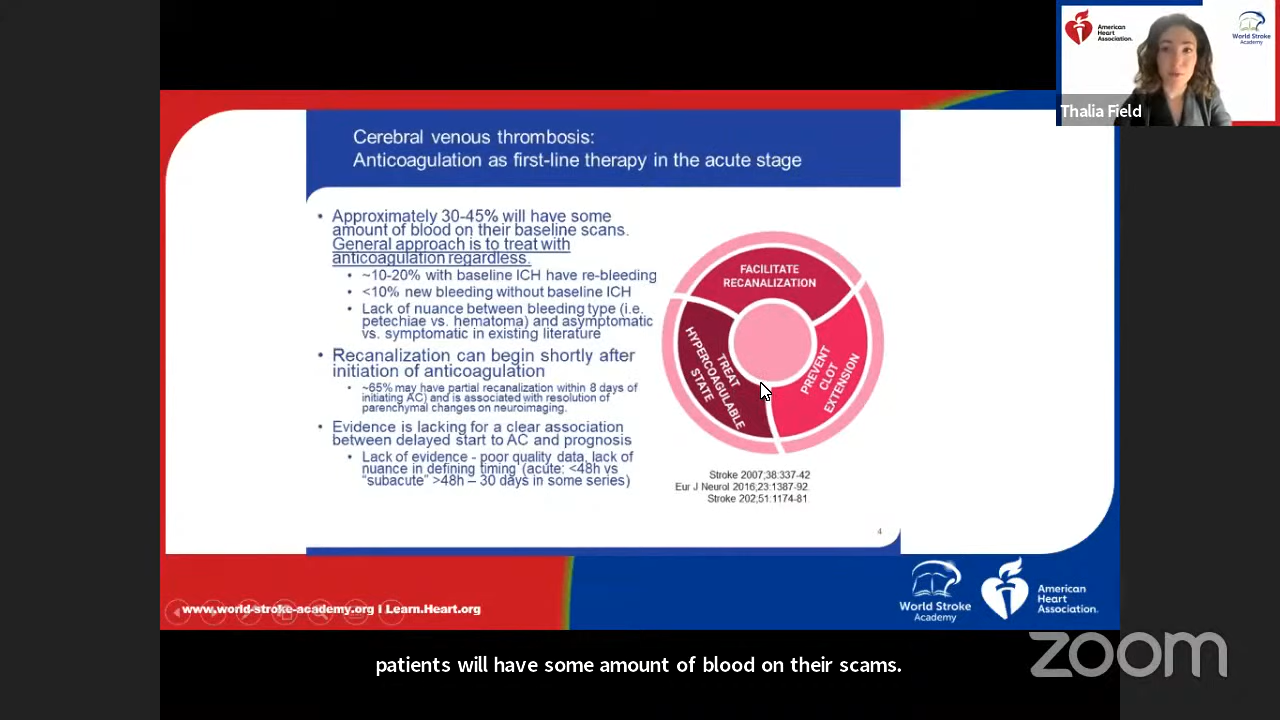 American
Heart
Association.
World Stroke
Academy
Thalia Field
Cerebral venous thrombosis:
Anticoagulation as first-line therapy in the acute stage
• Approximately 30-45% will have some
amount of blood on their baseline scans.
General approach is to treat with
anticoagulation regardless.
• ~10-20% with baseline ICH have re-bleeding
• <10% new bleeding without baseline ICH
• Lack of nuance between bleeding type (i.e.
petechiae vs. hematoma) and asymptomatic
vs. symptomatic in existing literature
• Recanalization can begin shortly after
initiation of anticoagulation
• ~65% may have partial recanalization within 8 days of
initiating AC) and is associated with resolution of
parenchymal changes on neuroimaging.
• Evidence is lacking for a clear association
between delayed start to AC and prognosis
• Lack of evidence - poor quality data, lack of
nuance in defining timing (acute: <48h vs
“subacute” >48h – 30 days in some series)
FACILITATE
RECANALIZATION
TREAT
HYPERCOAGULABLE
STATE
PREVENT
CLOT
EXTENSION
Stroke 2007;38:337-42
Eur J Neurol 2016;23:1387-92.
Stroke 202;51:1174-81.
4
www.world-stroke-academy.org I Learn.Heart.org
World Stroke
Academy
American
Heart
Association.
patients will have some amount of blood on their scams.
zoom